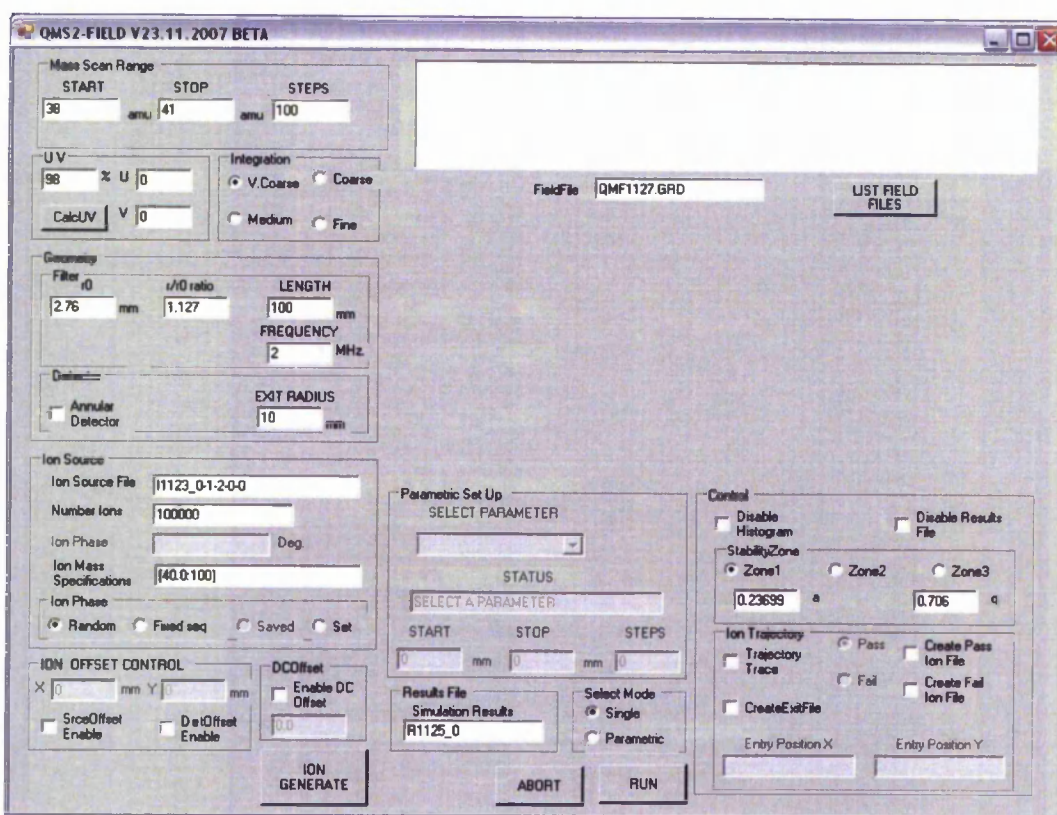 QMS2-FIELD V23.11.2007 BETA
Mass Scan Range
START STOP STEPS
38 amu 41 amu 100
UV
98 % U 0
CalcUV V 0
Integration
V.Coarse Coarse
Medium Fine
FieldFile QMF1127.GRD
LIST FIELD
FILES
Geometry
Filter
r0 r/r0 ratio LENGTH
2.76 mm 1.127 100 mm
FREQUENCY
2 MHz.
Detector
Annular
Detector
EXIT RADIUS
10 mm
Ion Source
Ion Source File I1123_0-1-2-0-0
Number Ions 100000
Ion Phase Deg.
Ion Mass
Specifications [40.0:100]
Ion Phase
Random Fixed seq Saved Set
ION OFFSET CONTROL
X 0 mm Y 0 mm
SrceOffset
Enable
DetOffset
Enable
DCOffset
Enable DC
Offset
0.0
ION
GENERATE
Parametric Set Up
SELECT PARAMETER
STATUS
SELECT A PARAMETER
START STOP STEPS
0 mm 0 mm 0
Results File
Simulation Results
R1125_0
Select Mode
Single
Parametric
ABORT RUN
Control
Disable
Histogram
Disable Results
File
StabilityZone
Zone1 Zone2 Zone3
0.23699 a 0.706 q
Ion Trajectory
Trajectory
Trace
Pass
Fail
Create Pass
Ion File
Create Fail
Ion File
CreateExitFile
Entry Position X Entry Position Y